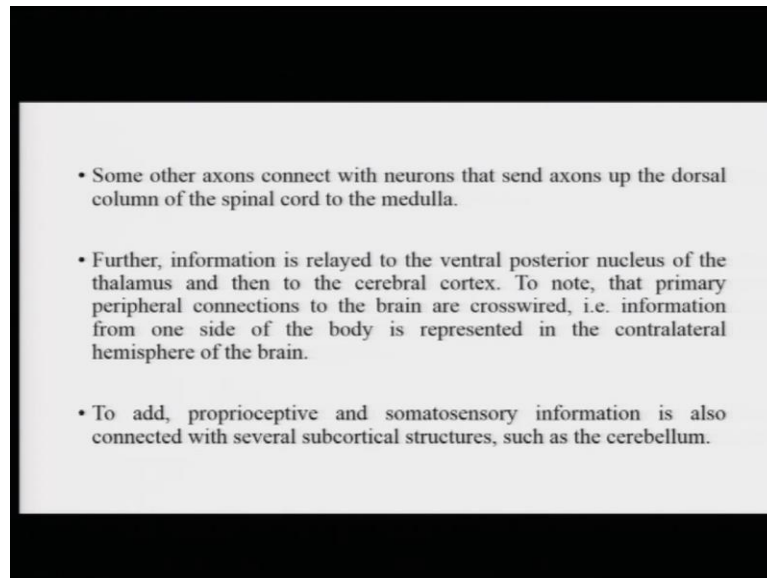 • Some other axons connect with neurons that send axons up the dorsal
column of the spinal cord to the medulla.
• Further, information is relayed to the ventral posterior nucleus of the
thalamus and then to the cerebral cortex. To note, that primary
peripheral connections to the brain are crosswired, i.e. information
from one side of the body is represented in the contralateral
hemisphere of the brain.
• To add, proprioceptive and somatosensory information is also
connected with several subcortical structures, such as the cerebellum.